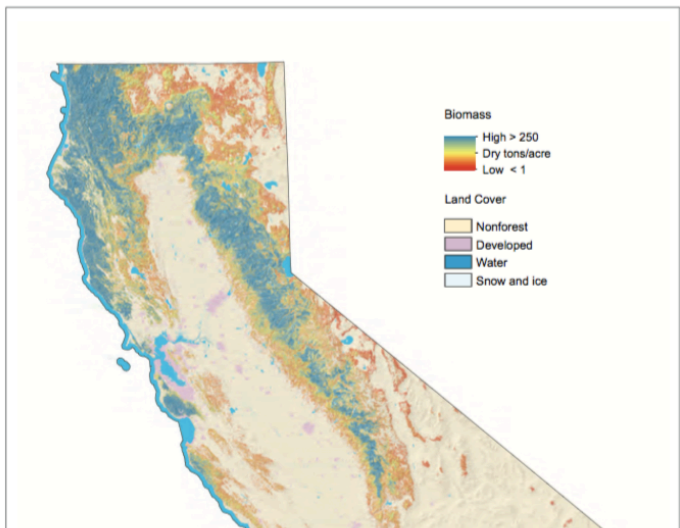 Biomass
High > 250
Dry tons/acre
Low < 1
Land Cover
Nonforest
Developed
Water
Snow and ice